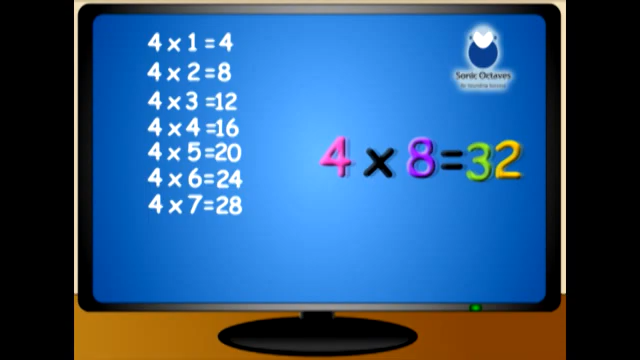 4 x 1 = 4
4 x 2 = 8
4 x 3 = 12
4 x 4 = 16
4 x 5 = 20
4 x 6 = 24
4 x 7 = 28
4 x 8 = 32
Sonic Octaves